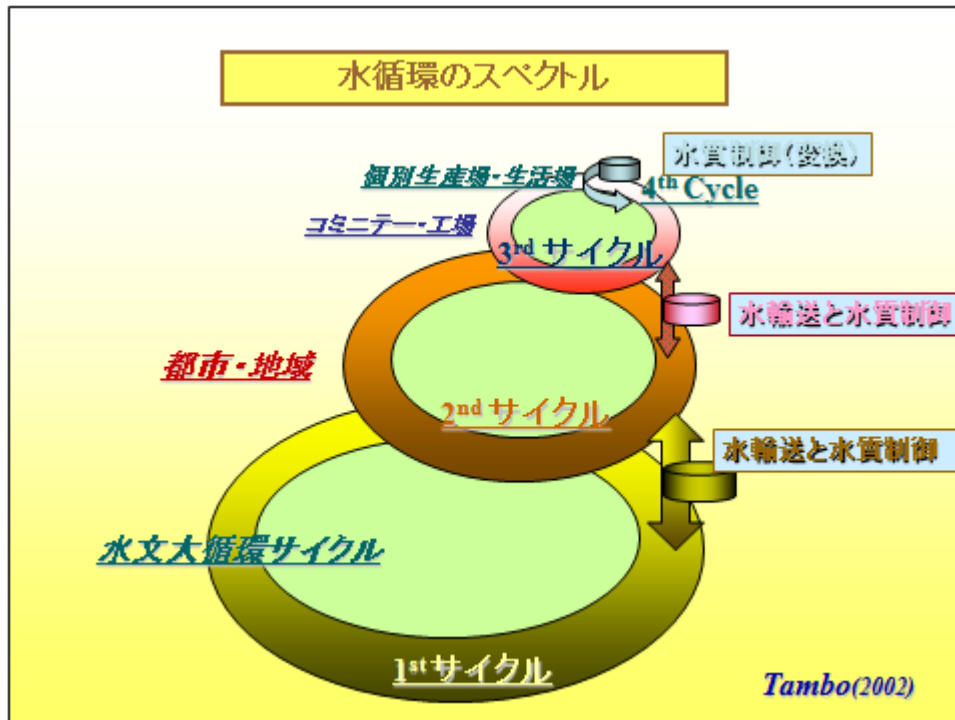 水循環のスペクトル
水質制御(変換)
個別生産場・生活場
4th Cycle
コミニテー・工場
3rd サイクル
水輸送と水質制御
都市・地域
2nd サイクル
水輸送と水質制御
水文大循環サイクル
1st サイクル
Tambo(2002)